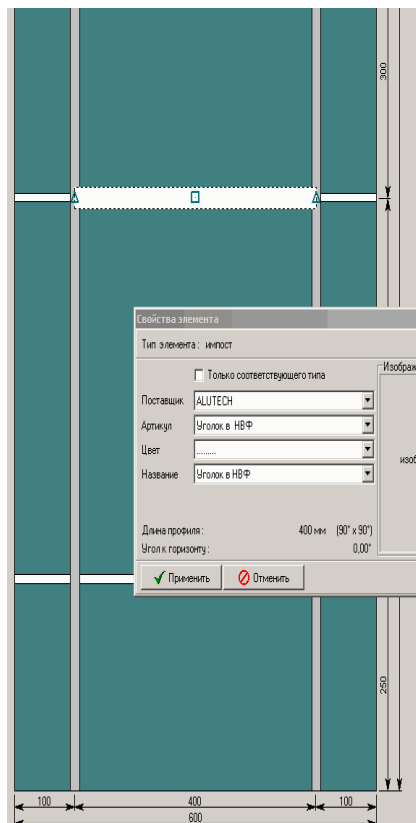 300
Свойства элемента
Тип элемента: импост
Изображ
Только соответствующего типа
Поставщик ALUTECH
Артикул Уголок в НВФ
Цвет .........
изоб
Название Уголок в НВФ
Длина профиля: 400 мм (90° x 90°)
Угол к горизонту: 0,00°
Применить Отменить
250
100 400 100
600